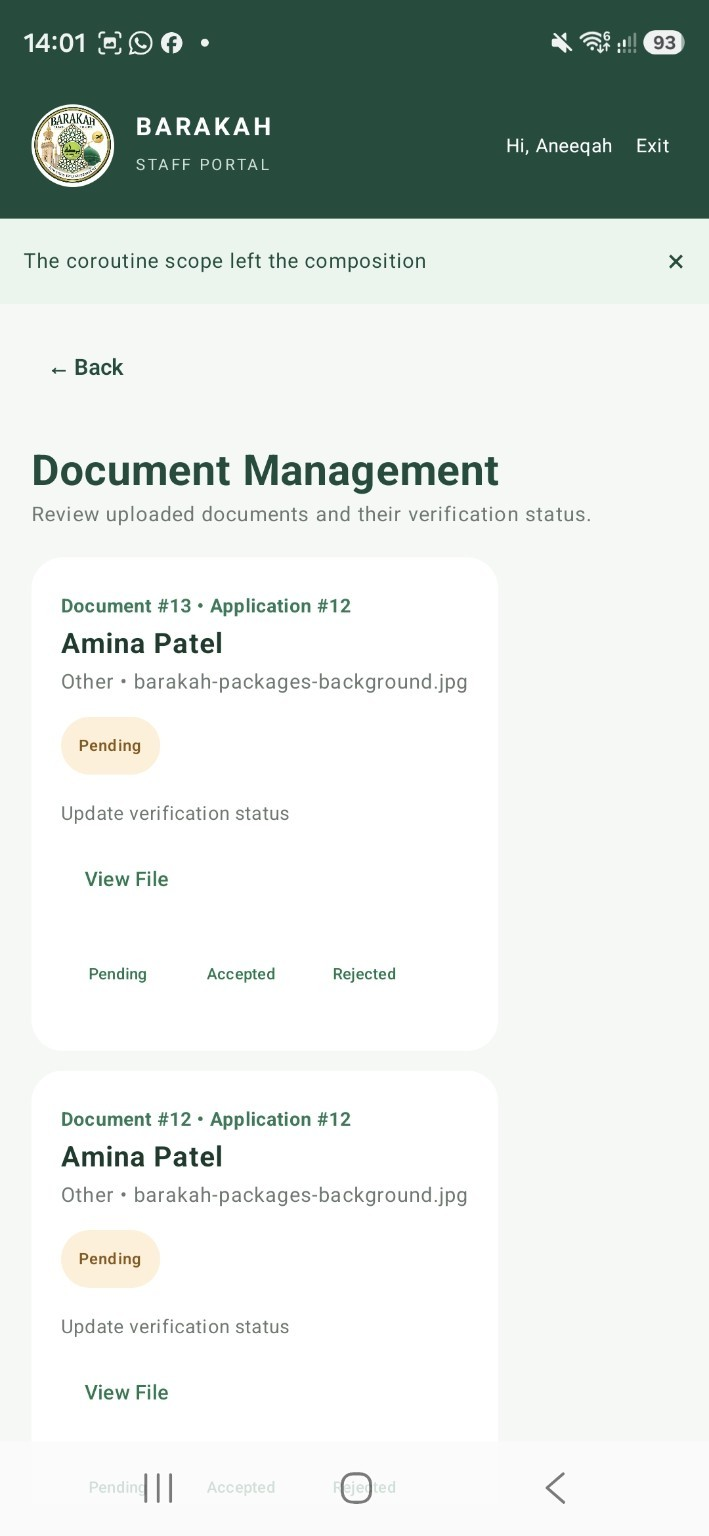 14:01
93
BARAKAH
BARAKAH
STAFF PORTAL
Hi, Aneeqah Exit
The coroutine scope left the composition ×
← Back
Document Management
Review uploaded documents and their verification status.
Document #13 • Application #12
Amina Patel
Other • barakah-packages-background.jpg
Pending
Update verification status
View File
Pending Accepted Rejected
Document #12 • Application #12
Amina Patel
Other • barakah-packages-background.jpg
Pending
Update verification status
View File
Pending Accepted Rejected